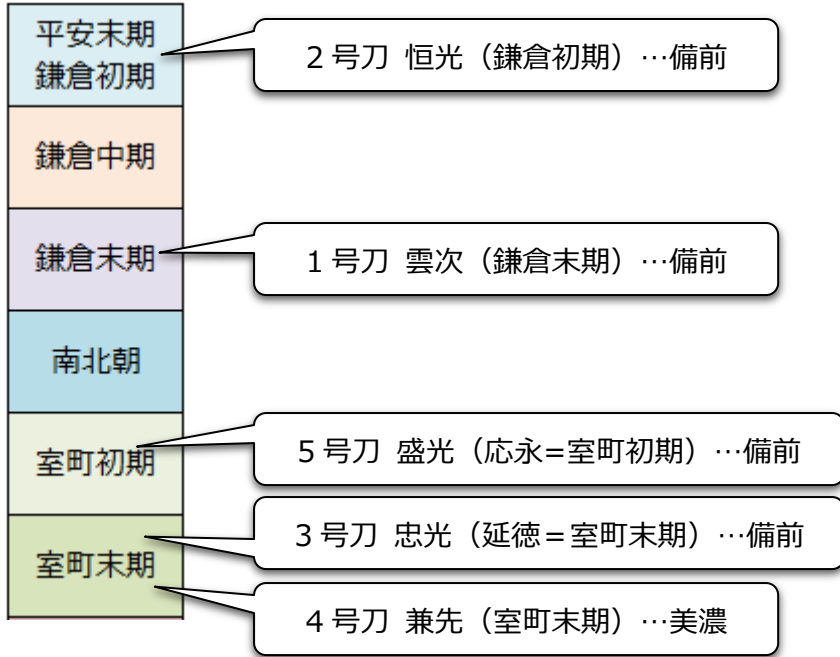 平安末期
鎌倉初期
２号刀 恒光（鎌倉初期）…備前
鎌倉中期
鎌倉末期
１号刀 雲次（鎌倉末期）…備前
南北朝
室町初期
５号刀 盛光（応永=室町初期）…備前
３号刀 忠光（延徳＝室町末期）…備前
室町末期
４号刀 兼先（室町末期）…美濃